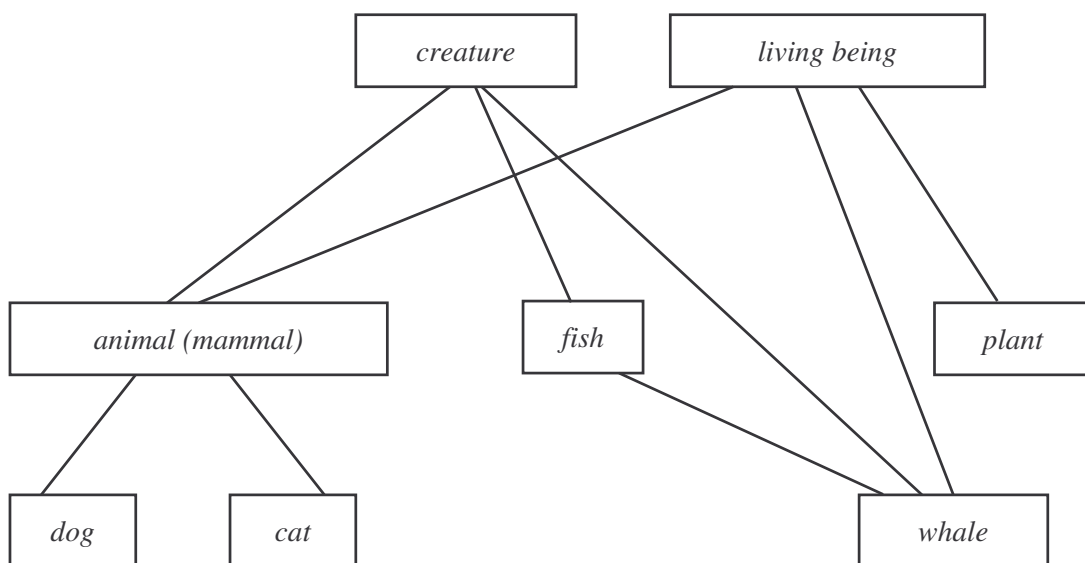 creature
living being
animal (mammal)
fish
plant
dog
cat
whale